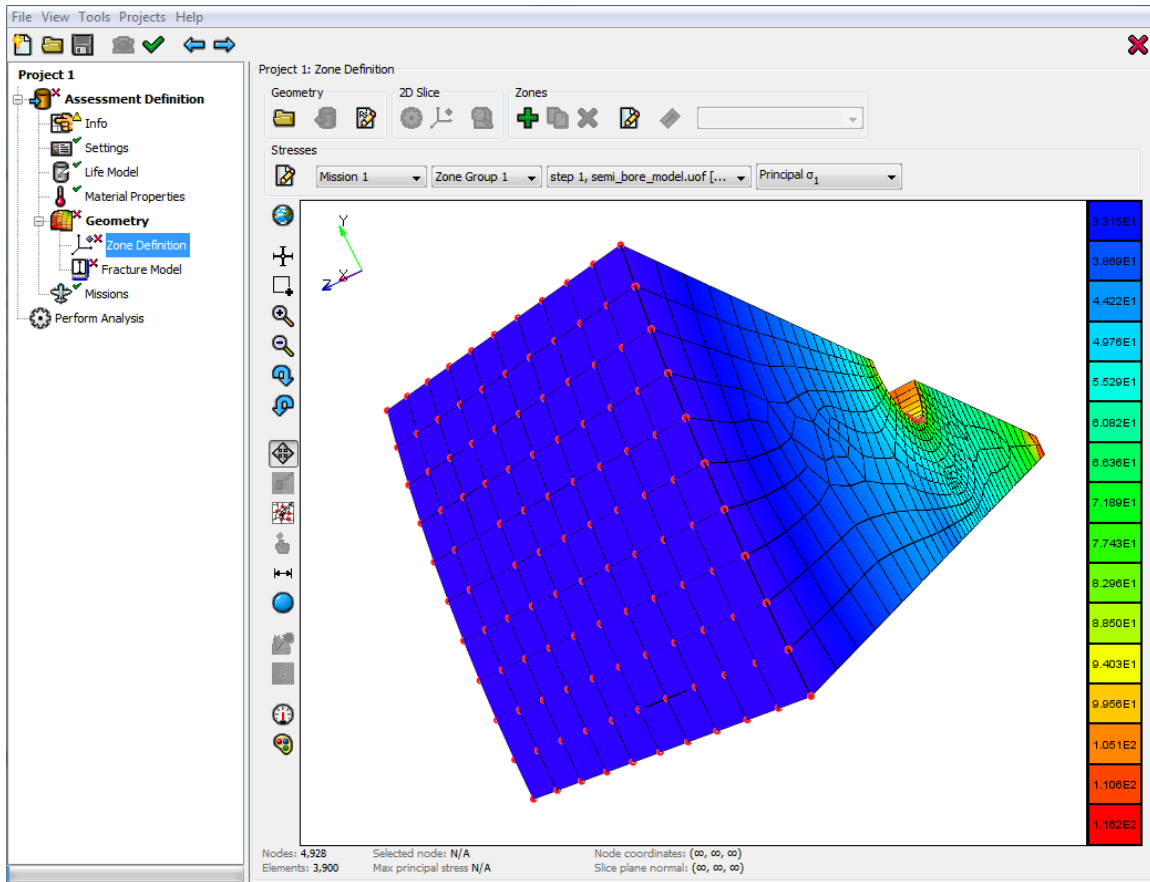 File View Tools Projects Help
Project 1
Assessment Definition
Info
Settings
Life Model
Material Properties
Geometry
Zone Definition
Fracture Model
Missions
Perform Analysis
Project 1: Zone Definition
Geometry 2D Slice Zones
Stresses
Mission 1 Zone Group 1 step 1, semi_bore_model.uof [... Principal σ1
Y
Z X
3.316E1
3.869E1
4.422E1
4.976E1
5.529E1
6.082E1
6.636E1
7.189E1
7.743E1
8.296E1
8.850E1
9.403E1
9.956E1
1.051E2
1.106E2
1.162E2
Nodes: 4,928 Selected node: N/A Node coordinates: (∞, ∞, ∞)
Elements: 3,900 Max principal stress N/A Slice plane normal: (∞, ∞, ∞)